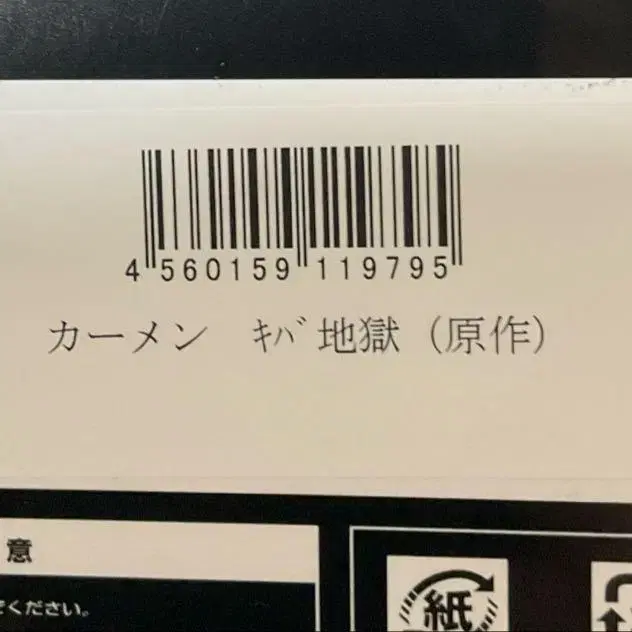 4 560159 119795
カーメン　ｷﾊﾞ地獄（原作）
意
ください。
紙